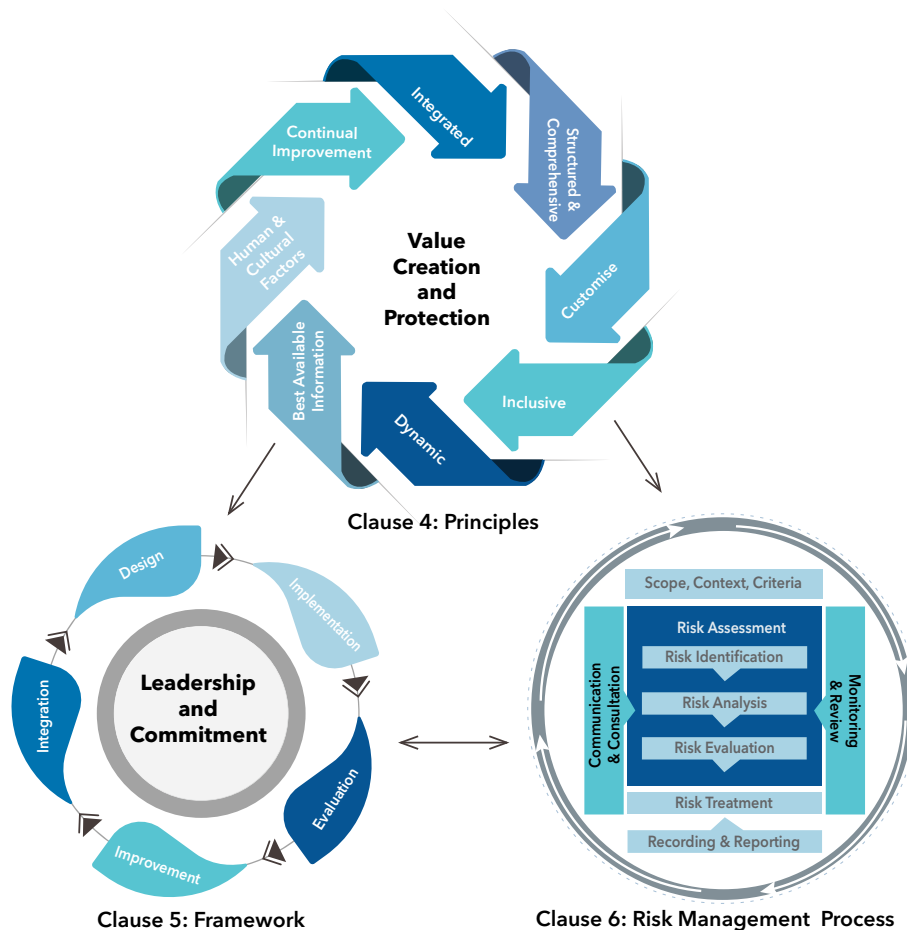 Integrated
Structured &
Comprehensive
Customise
Inclusive
Dynamic
Best Available
Information
Human &
Cultural
Factors
Continual
Improvement
Value
Creation
and
Protection
Clause 4: Principles
Design
Implementation
Evaluation
Improvement
Integration
Leadership
and
Commitment
Clause 5: Framework
Scope, Context, Criteria
Communication
& Consultation
Risk Assessment
Risk Identification
Risk Analysis
Risk Evaluation
Monitoring
& Review
Risk Treatment
Recording & Reporting
Clause 6: Risk Management Process